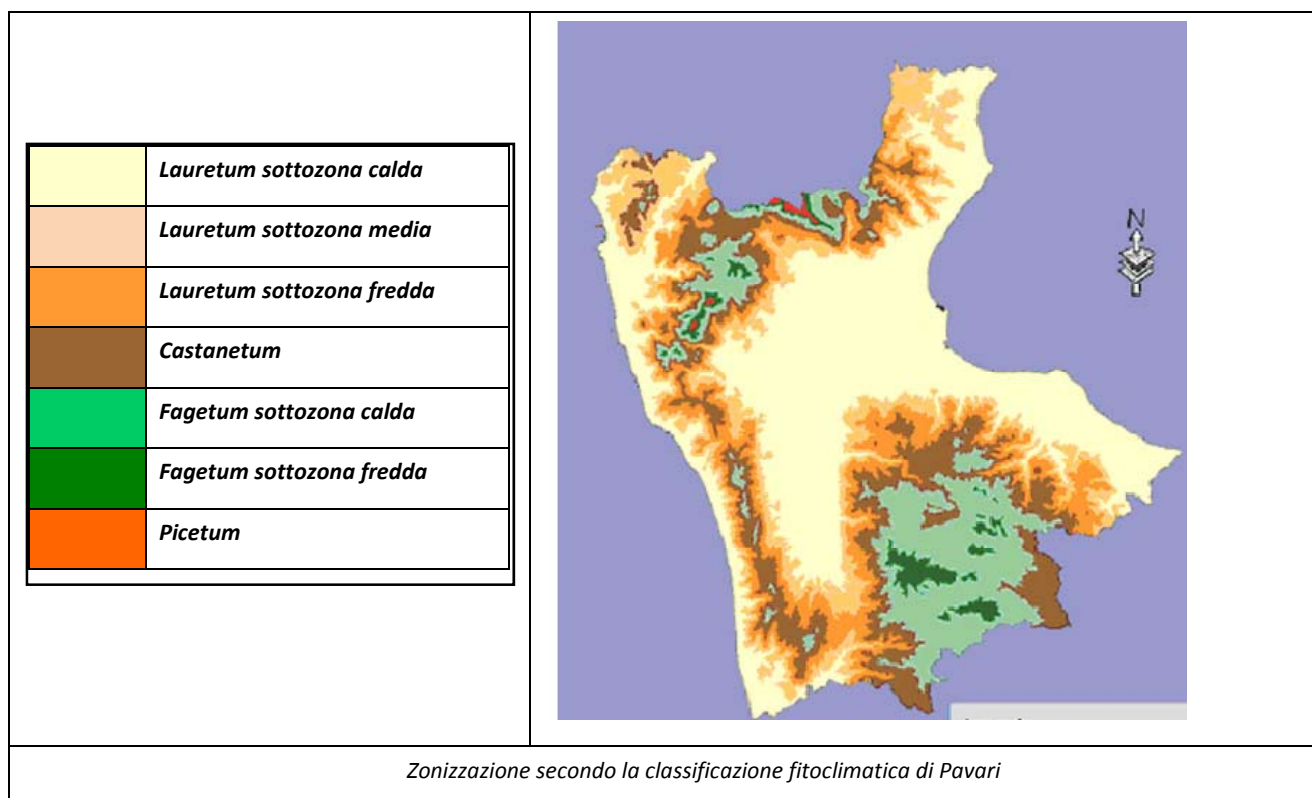 Lauretum sottozona calda
Lauretum sottozona media
Lauretum sottozona fredda
Castanetum
Fagetum sottozona calda
Fagetum sottozona fredda
Picetum
N
Zonizzazione secondo la classificazione fitoclimatica di Pavari